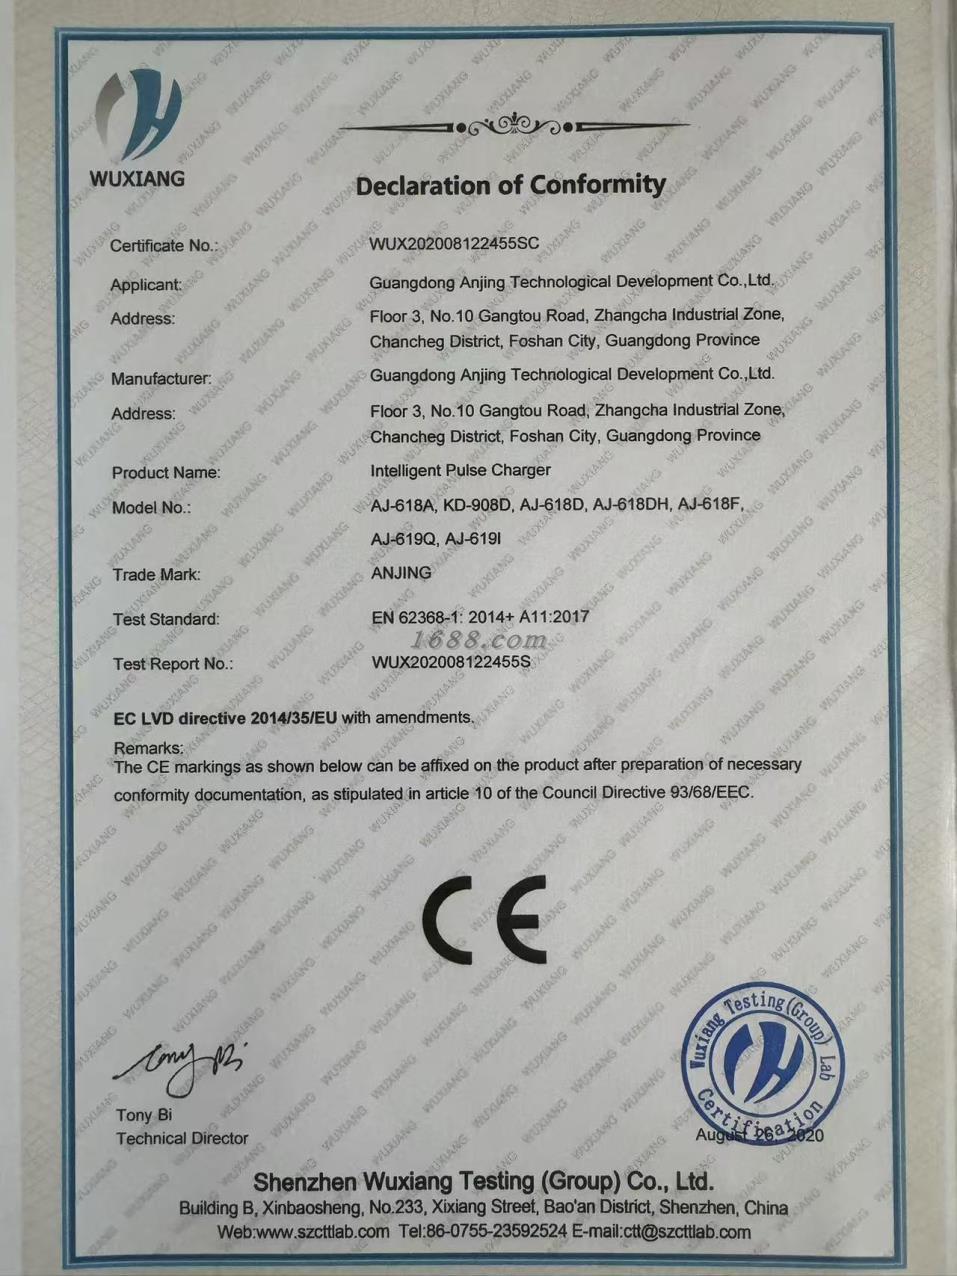 WUXIANG
Declaration of Conformity
Certificate No.: WUX202008122455SC
Applicant: Guangdong Anjing Technological Development Co.,Ltd.
Address: Floor 3, No.10 Gangtou Road, Zhangcha Industrial Zone,
Chancheg District, Foshan City, Guangdong Province
Manufacturer: Guangdong Anjing Technological Development Co.,Ltd.
Address: Floor 3, No.10 Gangtou Road, Zhangcha Industrial Zone,
Chancheg District, Foshan City, Guangdong Province
Product Name: Intelligent Pulse Charger
Model No.: AJ-618A, KD-908D, AJ-618D, AJ-618DH, AJ-618F,
AJ-619Q, AJ-619I
Trade Mark: ANJING
Test Standard: EN 62368-1: 2014+ A11:2017
1688.com
Test Report No.: WUX202008122455S
EC LVD directive 2014/35/EU with amendments.
Remarks:
The CE markings as shown below can be affixed on the product after preparation of necessary
conformity documentation, as stipulated in article 10 of the Council Directive 93/68/EEC.
CE
Wuxiang Testing(Group) Lab
Certification
Tony Bi
Tony Bi
Technical Director
August 26, 2020
Shenzhen Wuxiang Testing (Group) Co., Ltd.
Building B, Xinbaosheng, No.233, Xixiang Street, Bao'an District, Shenzhen, China
Web:www.szcttlab.com Tel:86-0755-23592524 E-mail:ctt@szcttlab.com